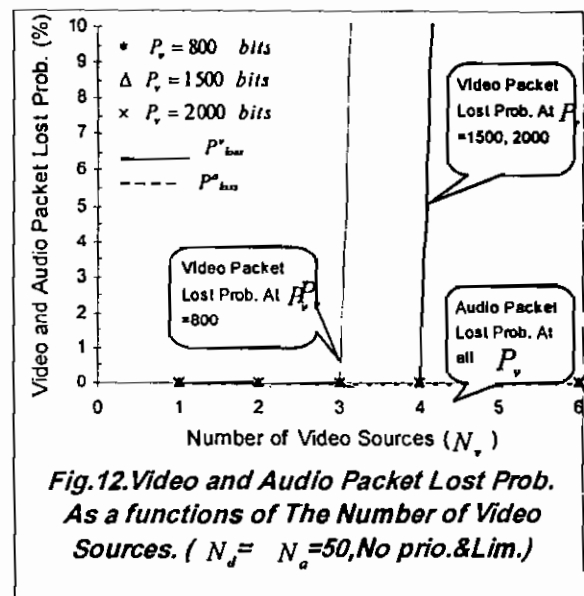 Video and Audio Packet Lost Prob. (%)
10
9
8
7
6
5
4
3
2
1
0
* P_v = 800 bits
Δ P_v = 1500 bits
× P_v = 2000 bits
P^v_loss
P^a_loss
Video Packet
Lost Prob. At P_v
=1500, 2000
Video Packet
Lost Prob. At P_v
=800
Audio Packet
Lost Prob. At
all P_v
0 1 2 3 4 5 6
Number of Video Sources (N_v)
Fig.12.Video and Audio Packet Lost Prob.
As a functions of The Number of Video
Sources. ( N_d= N_a=50,No prio.&Lim.)